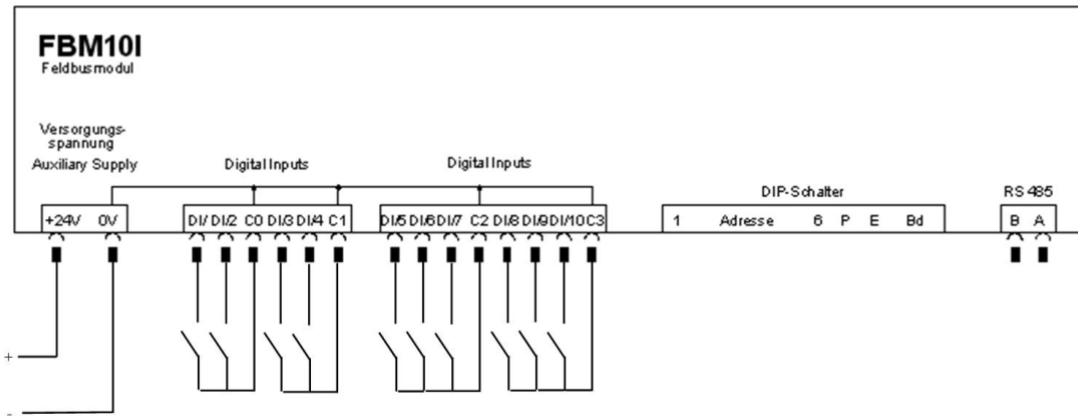 FBM10I
Feldbusmodul
Versorgungs-
spannung
Auxiliary Supply
Digital Inputs
Digital Inputs
DIP-Schalter
RS 485
+24V 0V
DI/ DI/2 C0 DI/3 DI/4 C1
DI/5 DI/6 DI/7 C2 DI/8 DI/9 DI/10 C3
1 Adresse 6 P E Bd
B A
+
-